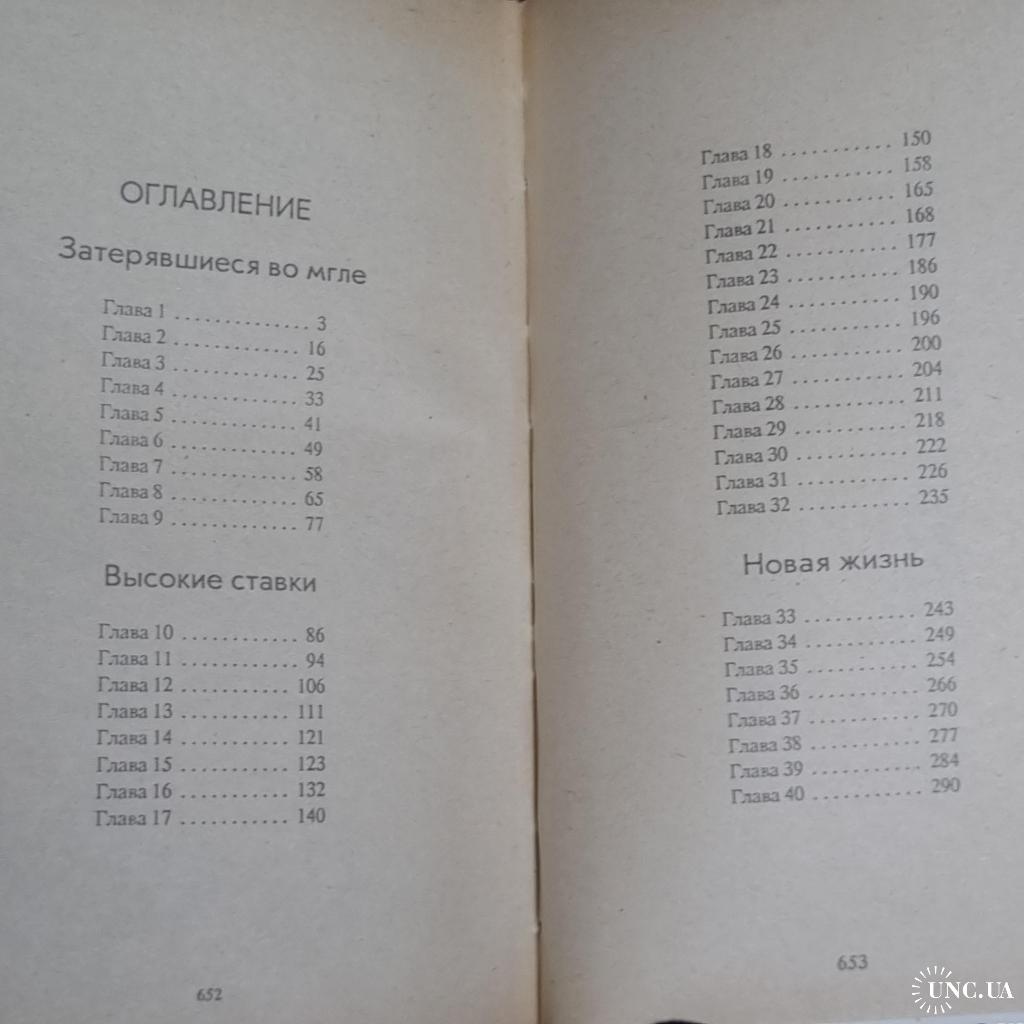 ОГЛАВЛЕНИЕ
Затерявшиеся во мгле
Глава 1 ............. 3
Глава 2 ............. 16
Глава 3 ............. 25
Глава 4 ............. 33
Глава 5 ............. 41
Глава 6 ............. 49
Глава 7 ............. 58
Глава 8 ............. 65
Глава 9 ............. 77
Высокие ставки
Глава 10 ........... 86
Глава 11 ........... 94
Глава 12 ........... 106
Глава 13 ........... 111
Глава 14 ........... 121
Глава 15 ........... 123
Глава 16 ........... 132
Глава 17 ........... 140
652
Глава 18 ........... 150
Глава 19 ........... 158
Глава 20 ........... 165
Глава 21 ........... 168
Глава 22 ........... 177
Глава 23 ........... 186
Глава 24 ........... 190
Глава 25 ........... 196
Глава 26 ........... 200
Глава 27 ........... 204
Глава 28 ........... 211
Глава 29 ........... 218
Глава 30 ........... 222
Глава 31 ........... 226
Глава 32 ........... 235
Новая жизнь
Глава 33 ........... 243
Глава 34 ........... 249
Глава 35 ........... 254
Глава 36 ........... 266
Глава 37 ........... 270
Глава 38 ........... 277
Глава 39 ........... 284
Глава 40 ........... 290
653
UNC.UA